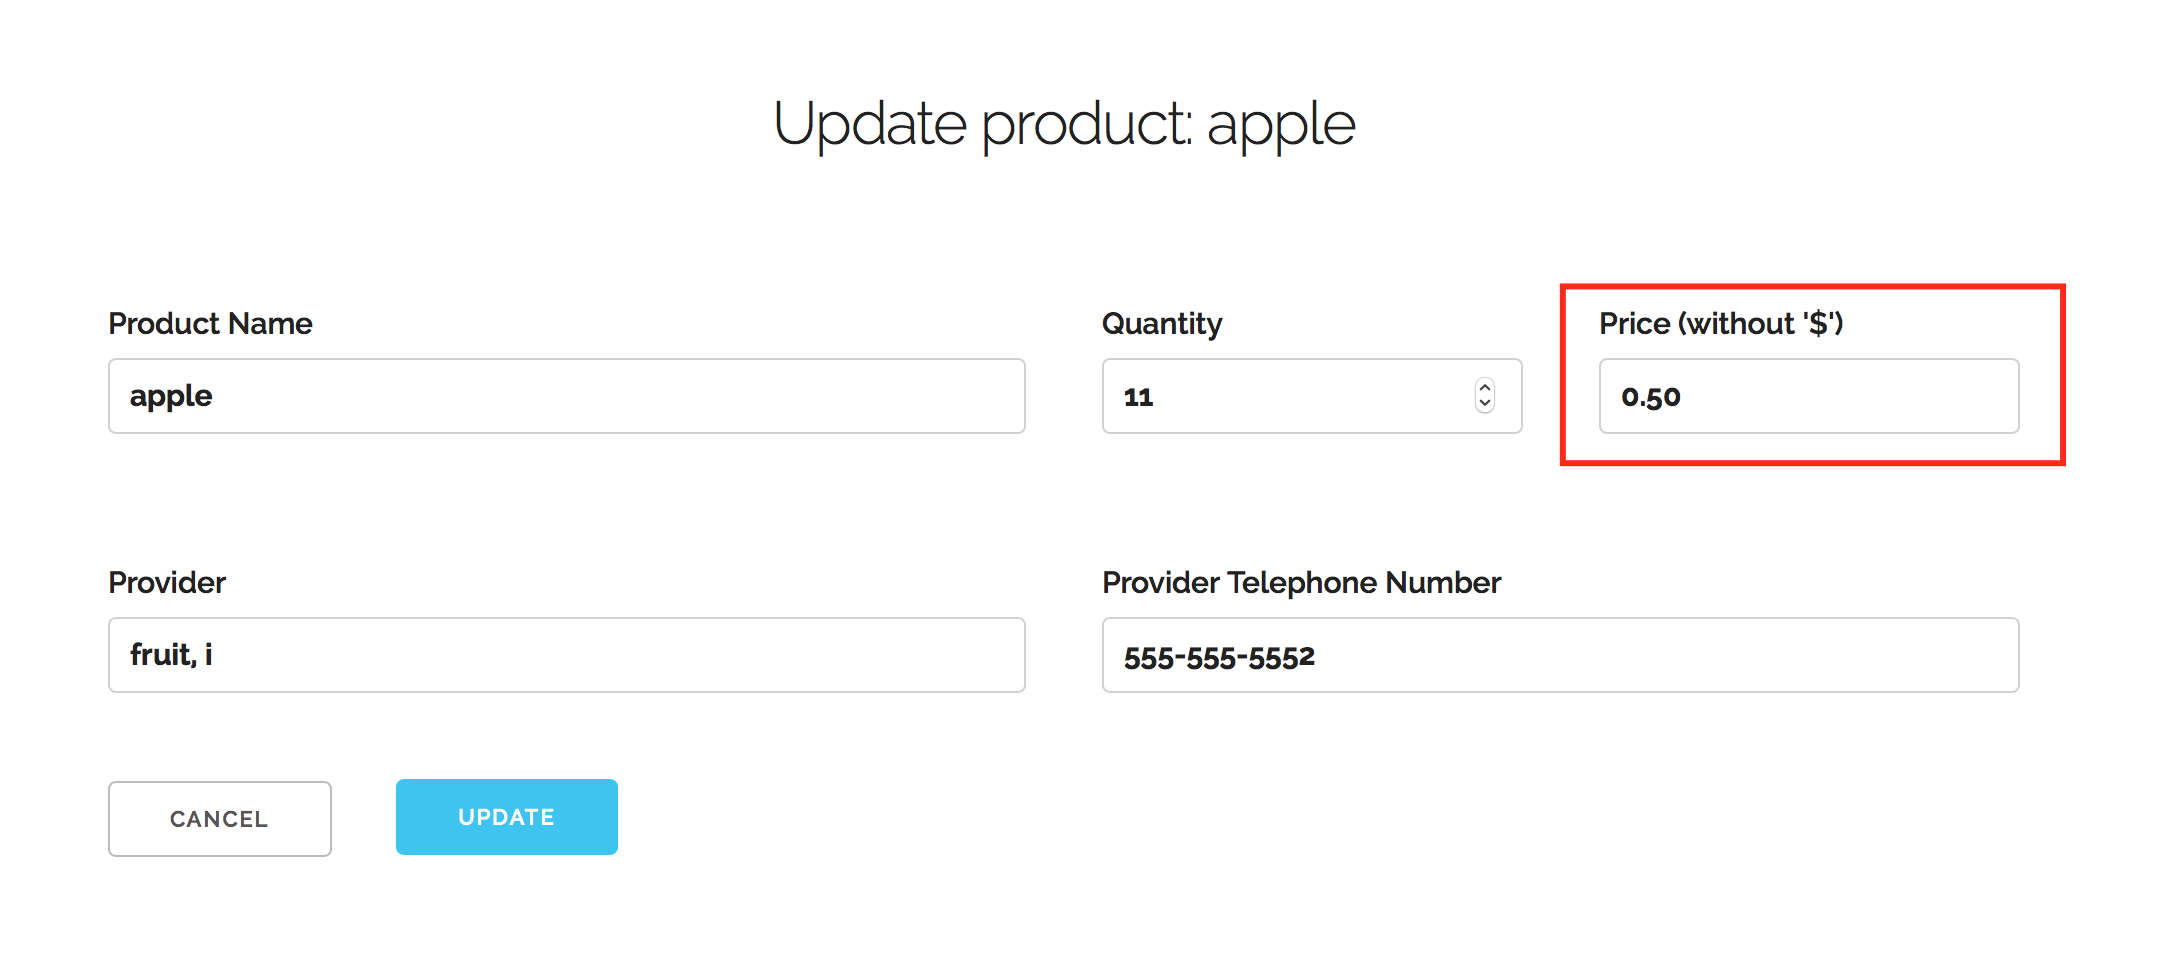 Update product: apple
Product Name
Quantity
Price (without '$')
apple
11
0.50
Provider
Provider Telephone Number
fruit, i
555-555-5552
CANCEL
UPDATE